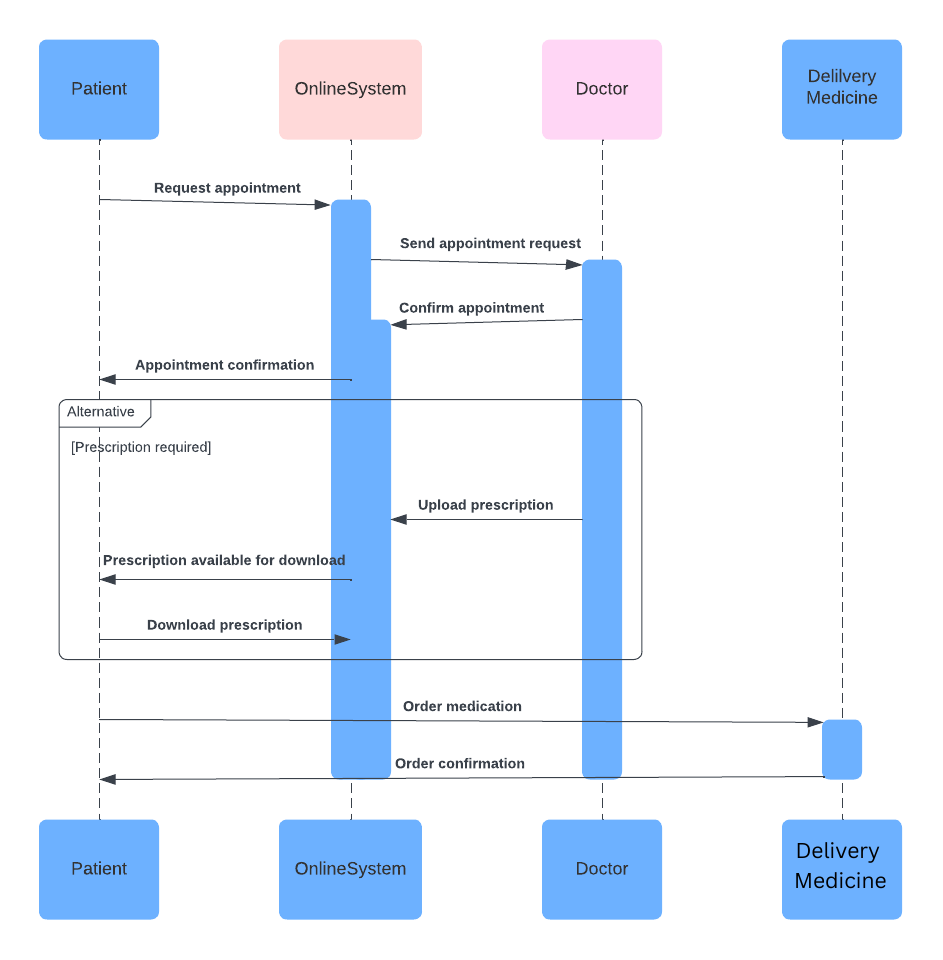 Patient
OnlineSystem
Doctor
Delilvery
Medicine
Request appointment
Send appointment request
Confirm appointment
Appointment confirmation
Alternative
[Prescription required]
Upload prescription
Prescription available for download
Download prescription
Order medication
Order confirmation
Patient
OnlineSystem
Doctor
Delivery
Medicine